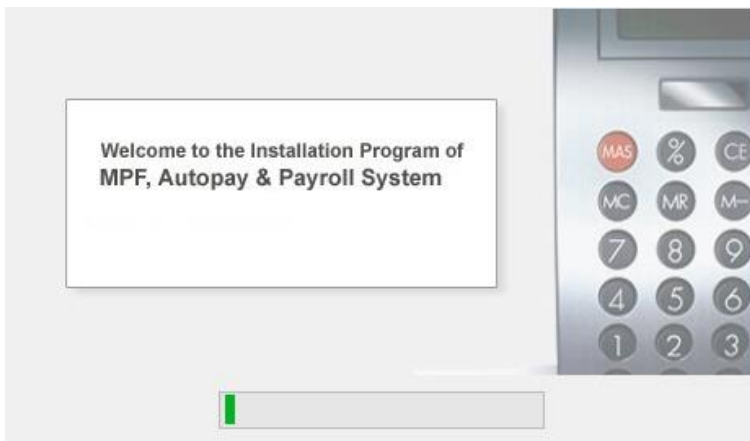 Welcome to the Installation Program of
MPF, Autopay & Payroll System
MAS % CE
MC MR M-
7 8 9
4 5 6
1 2 3